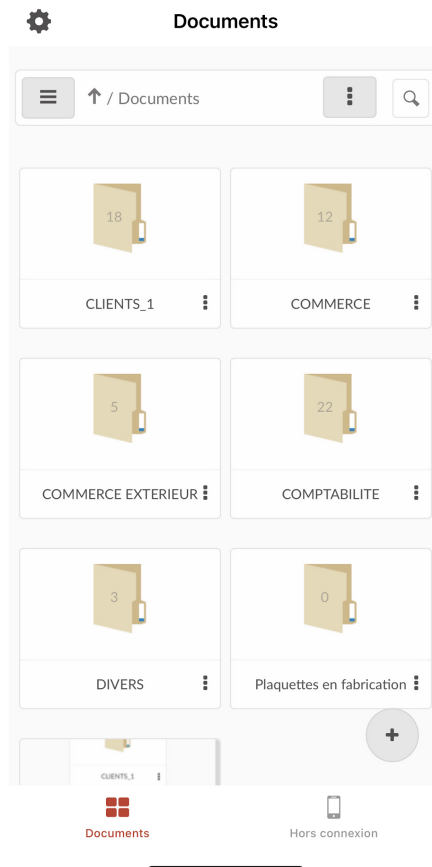 Documents
/ Documents
18
12
CLIENTS_1
COMMERCE
5
22
COMMERCE EXTERIEUR
COMPTABILITE
3
0
DIVERS
Plaquettes en fabrication
CLIENTS_1
Documents
Hors connexion